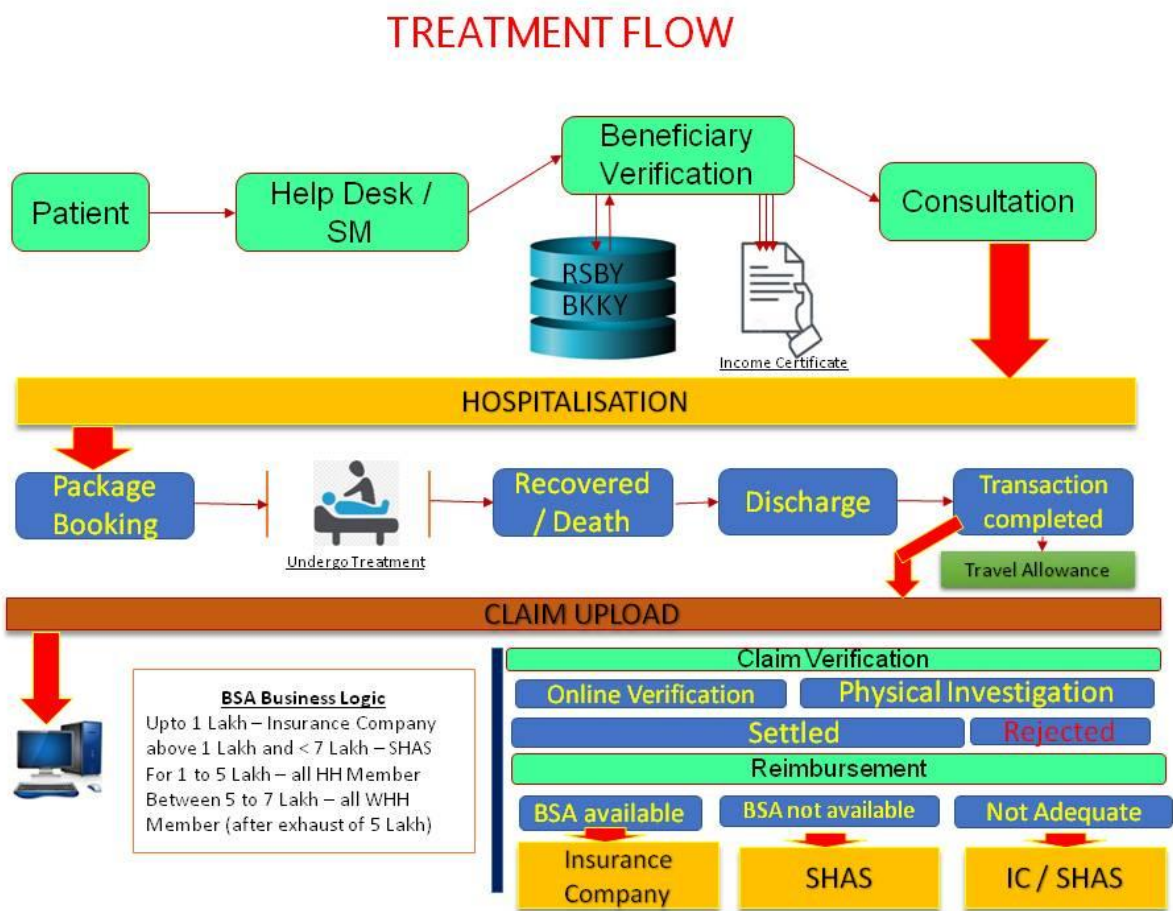 TREATMENT FLOW
Patient
Help Desk /
SM
Beneficiary
Verification
Consultation
RSBY
BKKY
Income Certificate
HOSPITALISATION
Package
Booking
Undergo Treatment
Recovered
/ Death
Discharge
Transaction
completed
Travel Allowance
CLAIM UPLOAD
BSA Business Logic
Upto 1 Lakh – Insurance Company
above 1 Lakh and < 7 Lakh – SHAS
For 1 to 5 Lakh – all HH Member
Between 5 to 7 Lakh – all WHH
Member (after exhaust of 5 Lakh)
Claim Verification
Online Verification
Physical Investigation
Settled
Rejected
Reimbursement
BSA available
BSA not available
Not Adequate
Insurance
Company
SHAS
IC / SHAS